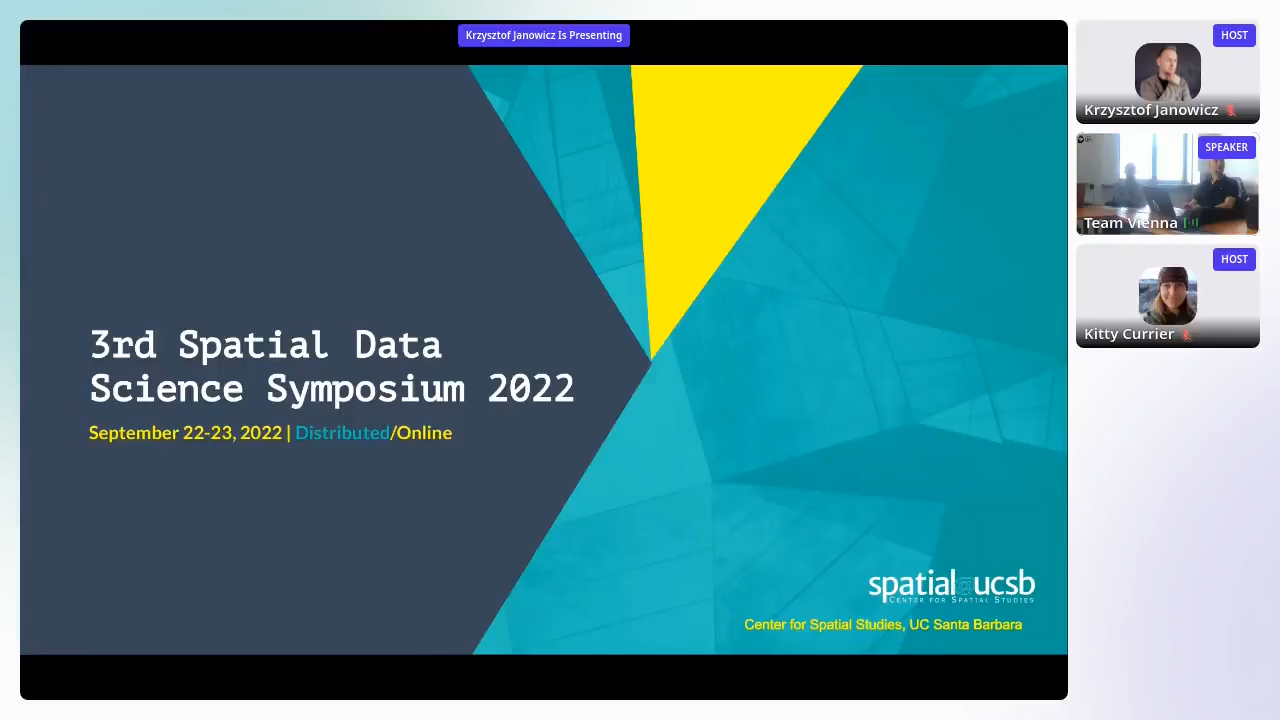 Krzysztof Janowicz Is Presenting
3rd Spatial Data
Science Symposium 2022
September 22-23, 2022 | Distributed/Online
spatial@ucsb
CENTER FOR SPATIAL STUDIES
Center for Spatial Studies, UC Santa Barbara
HOST
Krzysztof Janowicz
SPEAKER
Team Vienna
HOST
Kitty Currier